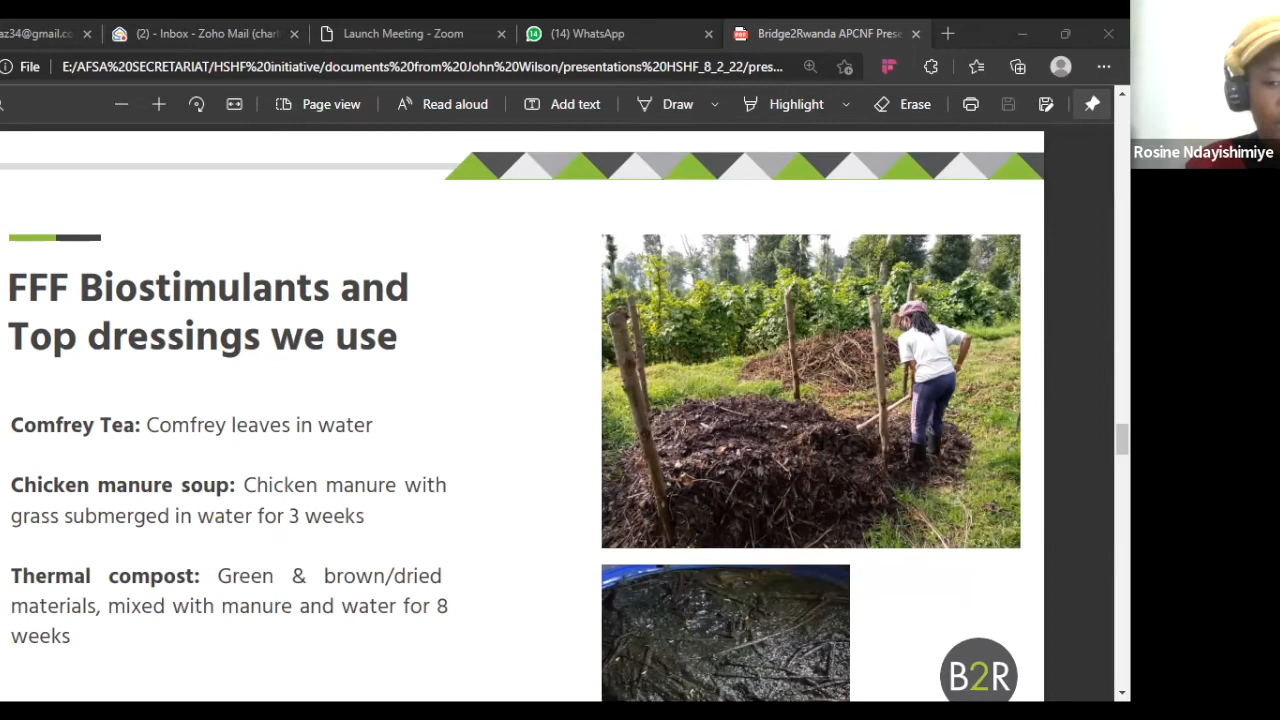 az34@gmail.co
(2) - Inbox - Zoho Mail (charl
Launch Meeting - Zoom
(14) WhatsApp
Bridge2Rwanda APCNF Prese
File
E:/AFSA%20SECRETARIAT/HSHF%20initiative/documents%20from%20John%20Wilson/presentations%20HSHF_8_2_22/pres...
Page view
Read aloud
Add text
Draw
Highlight
Erase
Rosine Ndayishimiye
FFF Biostimulants and
Top dressings we use
Comfrey Tea: Comfrey leaves in water
Chicken manure soup: Chicken manure with
grass submerged in water for 3 weeks
Thermal compost: Green & brown/dried
materials, mixed with manure and water for 8
weeks
B2R